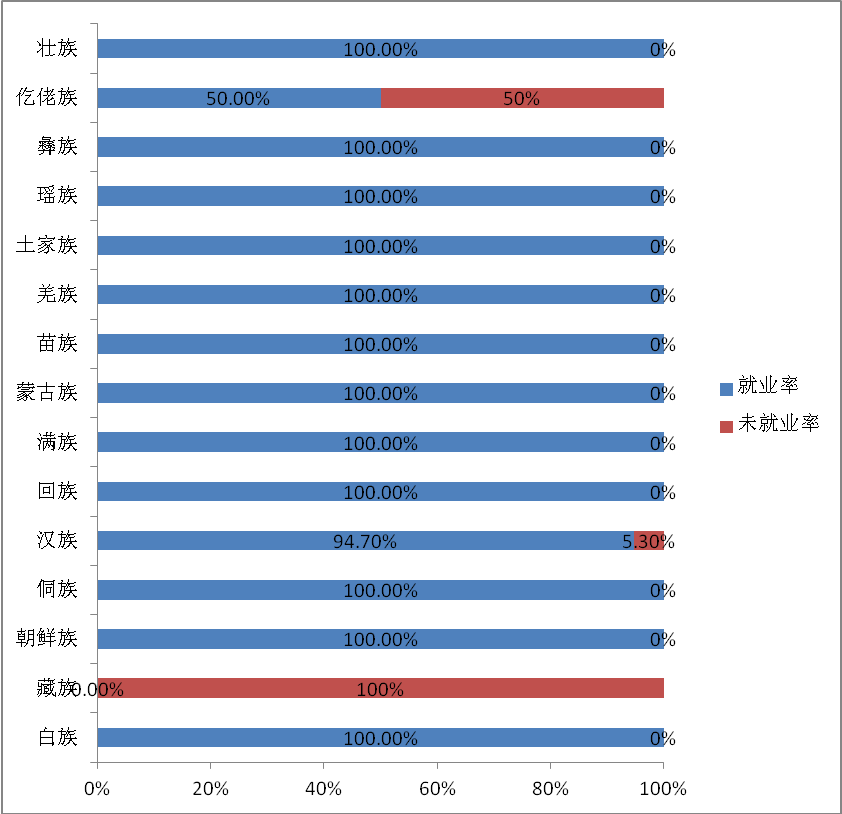 壮族 100.00% 0%
仡佬族 50.00% 50%
彝族 100.00% 0%
瑶族 100.00% 0%
土家族 100.00% 0%
羌族 100.00% 0%
苗族 100.00% 0%
蒙古族 100.00% 0%
满族 100.00% 0%
回族 100.00% 0%
汉族 94.70% 5.30%
侗族 100.00% 0%
朝鲜族 100.00% 0%
藏族 0.00% 100%
白族 100.00% 0%
0% 20% 40% 60% 80% 100%
就业率
未就业率